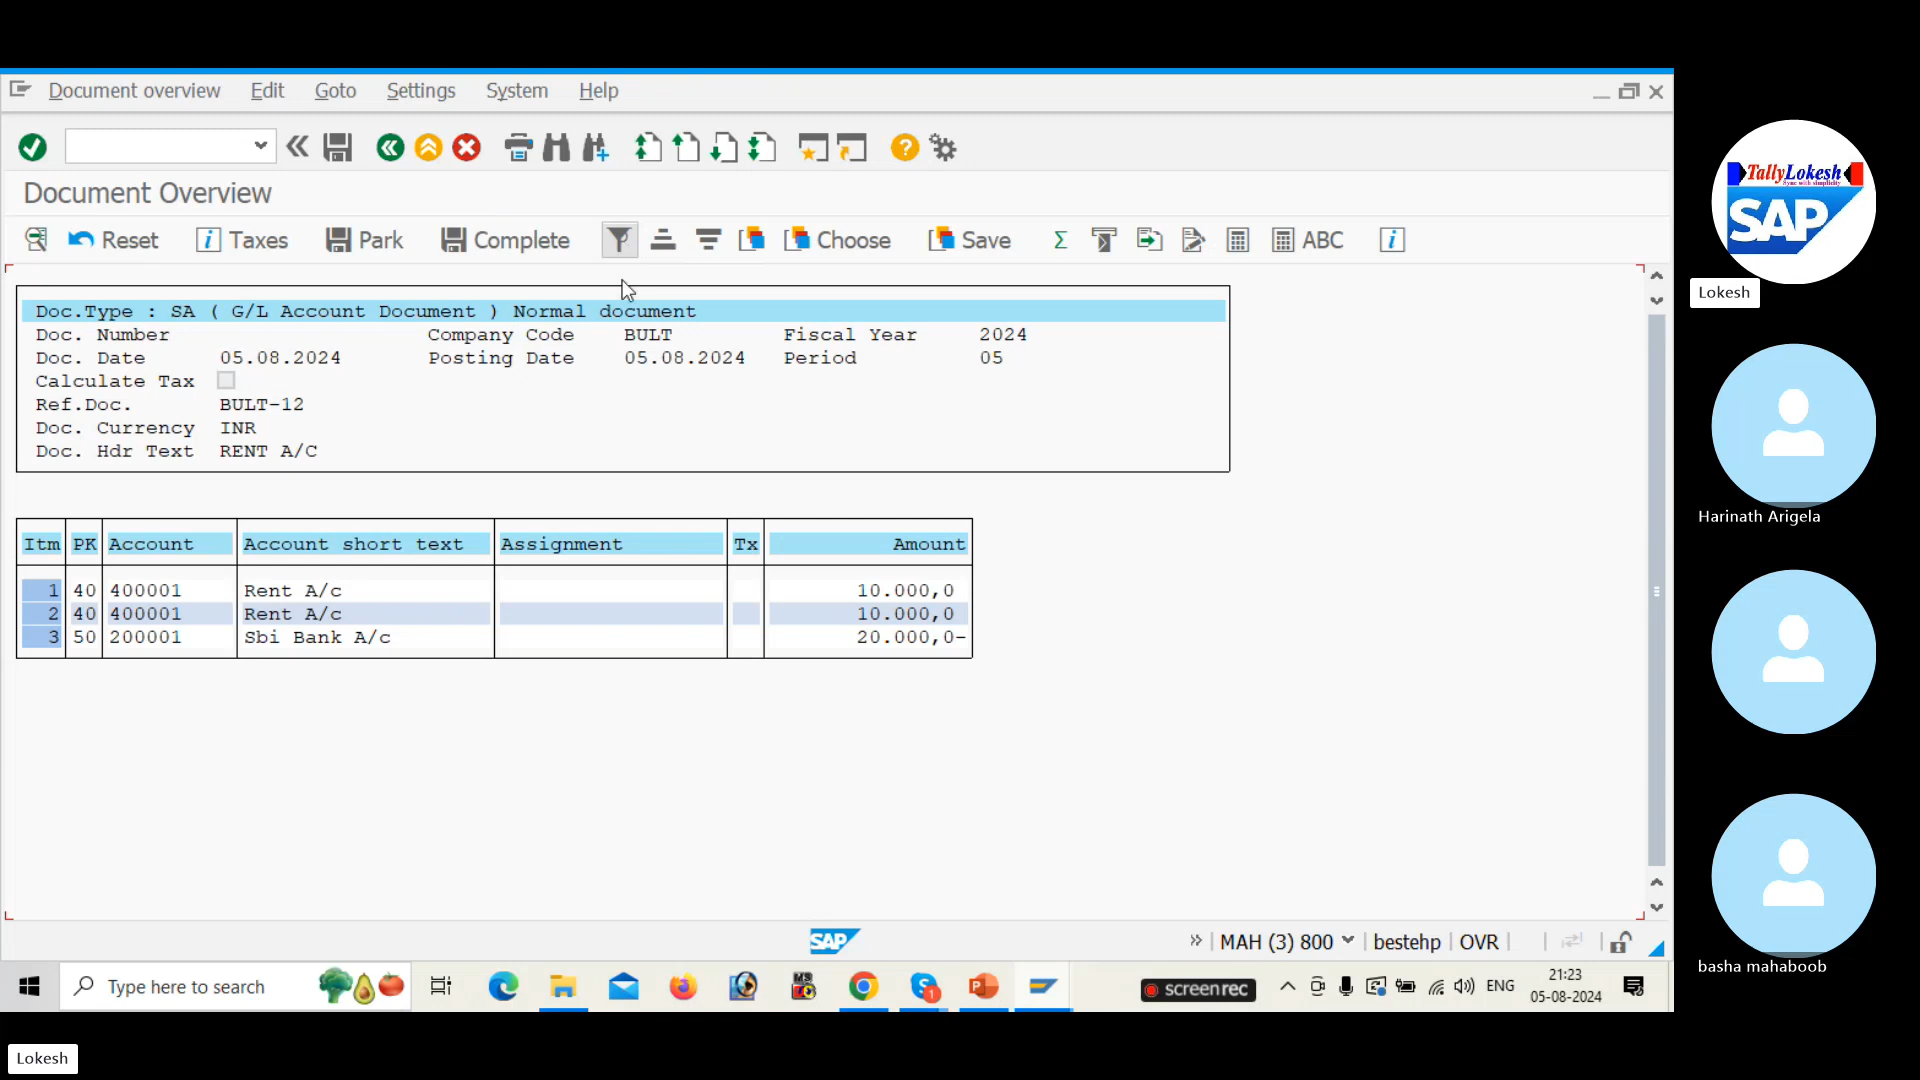 Document overview Edit Goto Settings System Help
Document Overview
Reset Taxes Park Complete Choose Save Σ ABC
Doc.Type : SA ( G/L Account Document ) Normal document
Doc. Number Company Code BULT Fiscal Year 2024
Doc. Date 05.08.2024 Posting Date 05.08.2024 Period 05
Calculate Tax
Ref.Doc. BULT-12
Doc. Currency INR
Doc. Hdr Text RENT A/C
Itm PK Account Account short text Assignment Tx Amount
1 40 400001 Rent A/c 10.000,0
2 40 400001 Rent A/c 10.000,0
3 50 200001 Sbi Bank A/c 20.000,0-
SAP MAH (3) 800 bestehp OVR
Type here to search screenrec ENG 21:23
05-08-2024
TallyLokesh
Sync with simplicity
SAP
Lokesh
Harinath Arigela
basha mahaboob
Lokesh